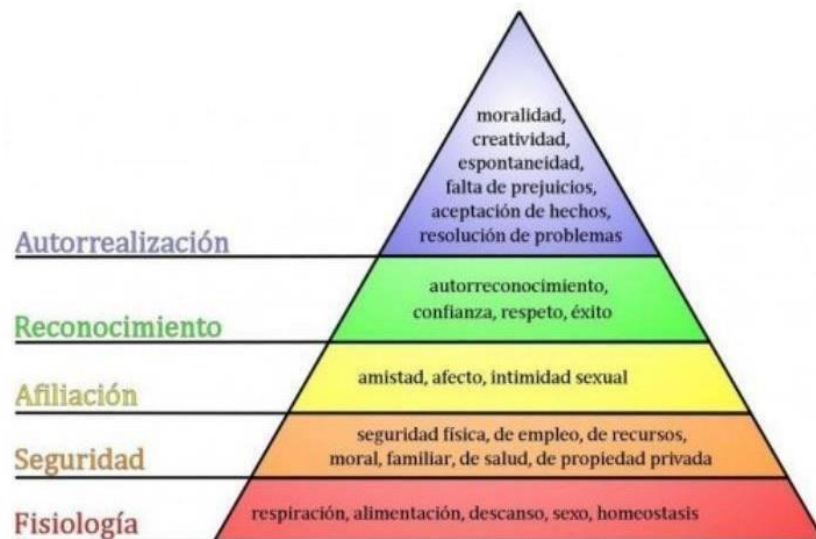 moralidad,
creatividad,
espontaneidad,
falta de prejuicios,
aceptación de hechos,
resolución de problemas
Autorrealización
autorreconocimiento,
confianza, respeto, éxito
Reconocimiento
amistad, afecto, intimidad sexual
Afiliación
seguridad física, de empleo, de recursos,
moral, familiar, de salud, de propiedad privada
Seguridad
respiración, alimentación, descanso, sexo, homeostasis
Fisiología